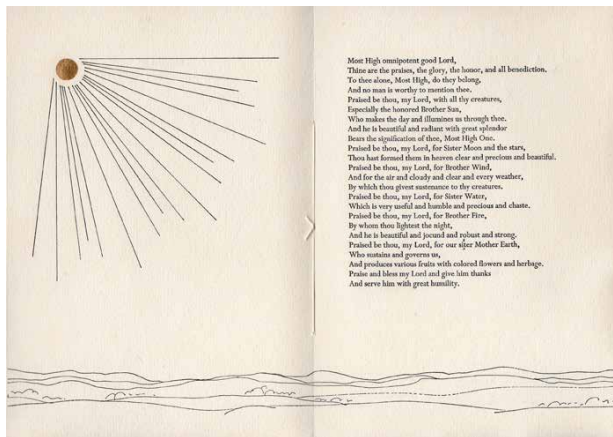 Most High omnipotent good Lord,
Thine are the praises, the glory, the honor, and all benediction.
To thee alone, Most High, do they belong,
And no man is worthy to mention thee.
Praised be thou, my Lord, with all thy creatures,
Especially the honored Brother Sun,
Who makes the day and illumines us through thee.
And he is beautiful and radiant with great splendor
Bears the signification of thee, Most High One.
Praised be thou, my Lord, for Sister Moon and the stars,
Thou hast formed them in heaven clear and precious and beautiful.
Praised be thou, my Lord, for Brother Wind,
And for the air and cloudy and clear and every weather,
By which thou givest sustenance to thy creatures.
Praised be thou, my Lord, for Sister Water,
Which is very useful and humble and precious and chaste.
Praised be thou, my Lord, for Brother Fire,
By whom thou lightest the night,
And he is beautiful and jocund and robust and strong.
Praised be thou, my Lord, for our sister Mother Earth,
Who sustains and governs us,
And produces various fruits with colored flowers and herbage.
Praise and bless my Lord and give him thanks
And serve him with great humility.